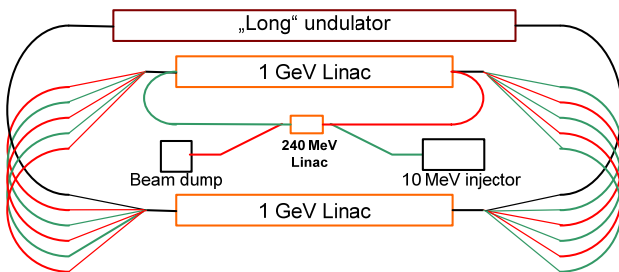 „Long“ undulator
1 GeV Linac
240 MeV
Linac
Beam dump
10 MeV injector
1 GeV Linac